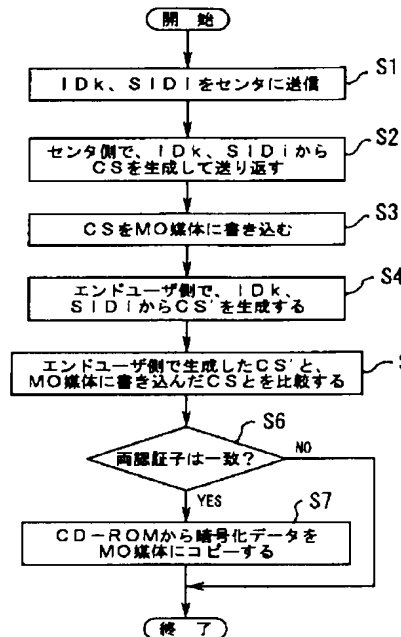 開始
S1
IDk、SIDiをセンタに送信
S2
センタ側で、IDk、SIDiから
CSを生成して送り返す
S3
CSをMO媒体に書き込む
S4
エンドユーザ側で、IDk、
SIDiからCS'を生成する
S
エンドユーザ側で生成したCS'と、
MO媒体に書き込んだCSとを比較する
S6
両認証子は一致?
NO
YES
S7
CD-ROMから暗号化データを
MO媒体にコピーする
終了